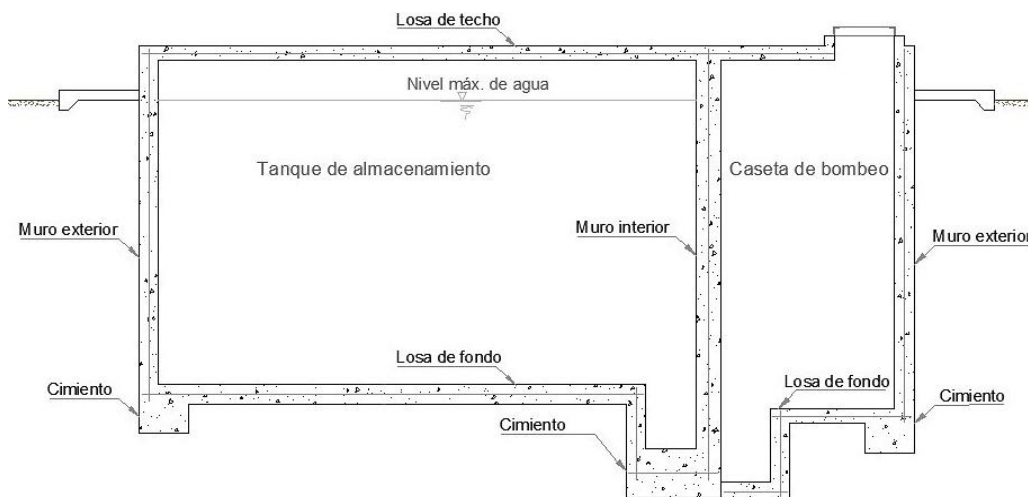 Losa de techo
Nivel máx. de agua
Tanque de almacenamiento
Caseta de bombeo
Muro exterior
Muro interior
Muro exterior
Losa de fondo
Losa de fondo
Cimiento
Cimiento
Cimiento